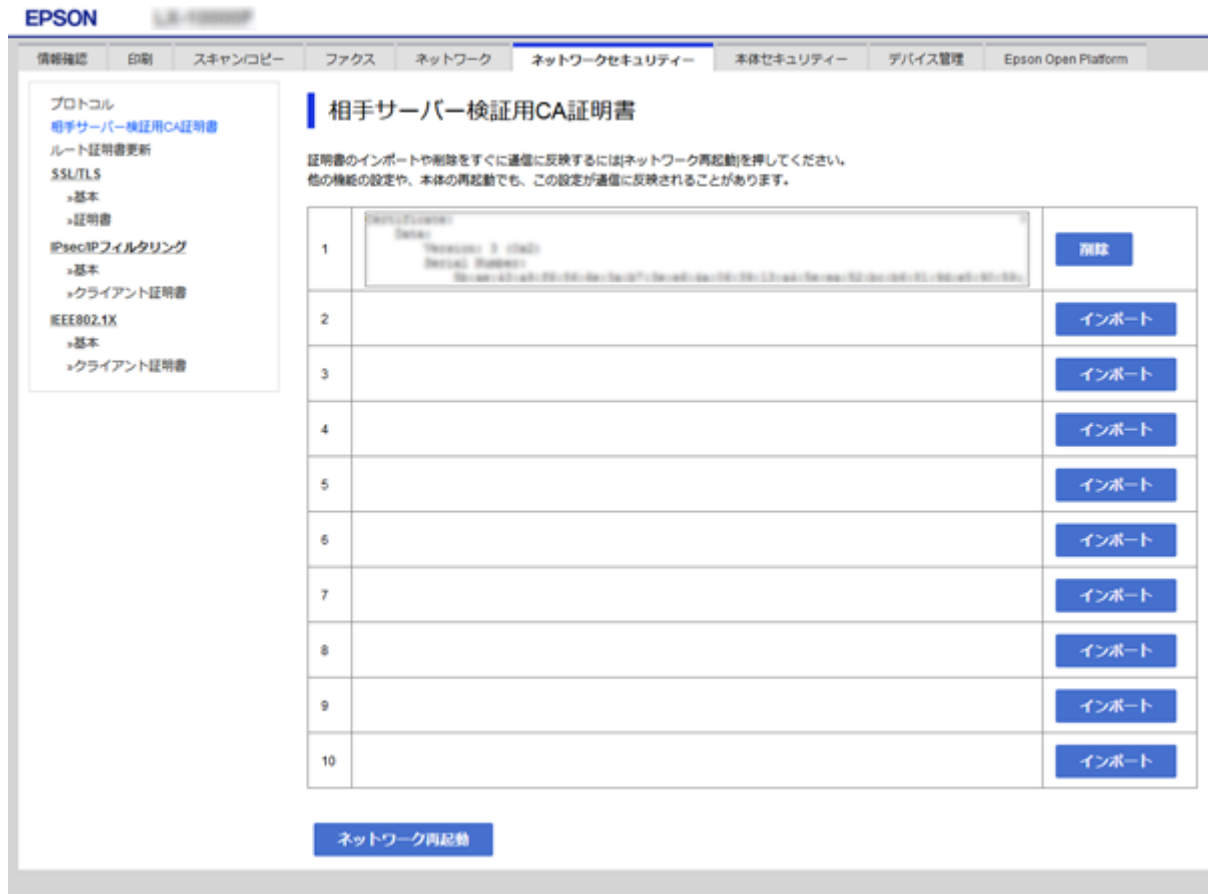 EPSON
情報確認 印刷 スキャン/コピー ファクス ネットワーク ネットワークセキュリティー 本体セキュリティー デバイス管理 Epson Open Platform
プロトコル
相手サーバー検証用CA証明書
ルート証明書更新
SSL/TLS
»基本
»証明書
IPsec/IPフィルタリング
»基本
»クライアント証明書
IEEE802.1X
»基本
»クライアント証明書
相手サーバー検証用CA証明書
証明書のインポートや削除をすぐに通信に反映するには[ネットワーク再起動]を押してください。
他の機能の設定や、本体の再起動でも、この設定が通信に反映されることがあります。
1 Certificate: 削除
Data:
Version: 3 (0x2)
Serial Number:
2 インポート
3 インポート
4 インポート
5 インポート
6 インポート
7 インポート
8 インポート
9 インポート
10 インポート
ネットワーク再起動